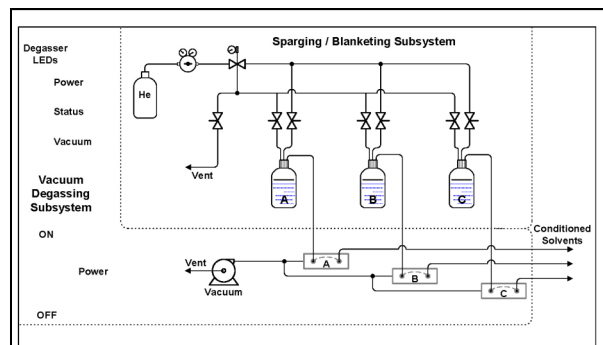 Sparging / Blanketing Subsystem
Degasser
LEDs
Power
He
Status
Vacuum
Vent
A
B
C
Vacuum
Degassing
Subsystem
ON
Conditioned
Solvents
Power
Vent
Vacuum
A
B
C
OFF